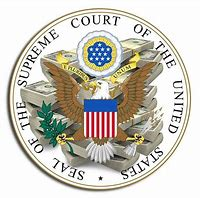 SEAL OF THE SUPREME COURT OF THE UNITED STATES